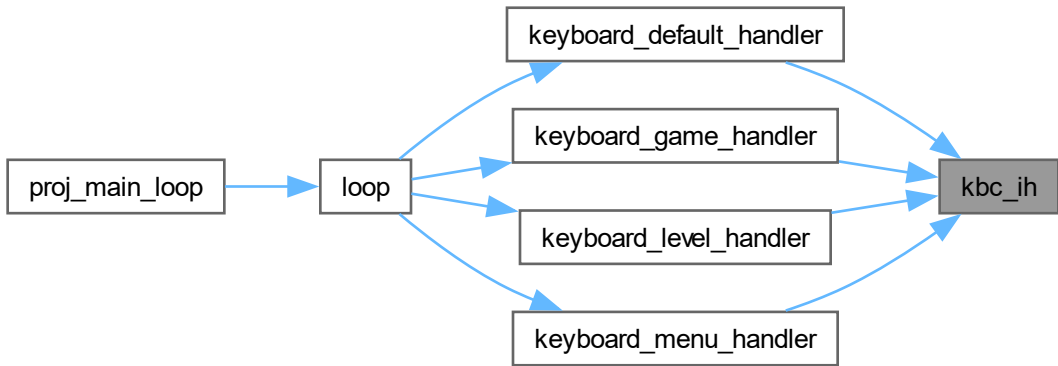 keyboard_default_handler
keyboard_game_handler
proj_main_loop
loop
kbc_ih
keyboard_level_handler
keyboard_menu_handler